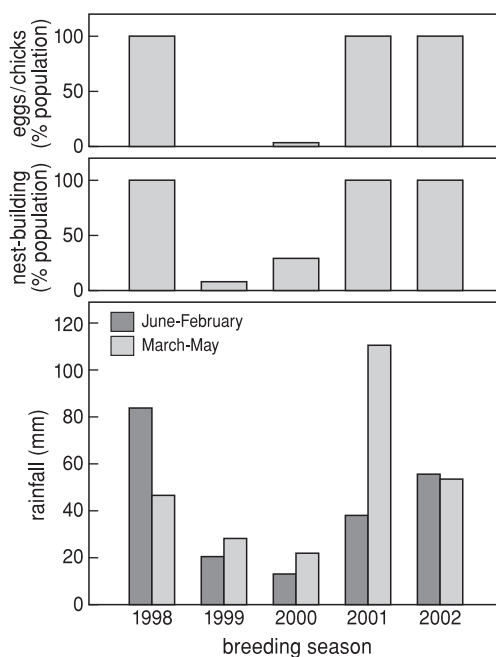 eggs/chicks
(% population)
100
50
0
nest-building
(% population)
100
50
0
rainfall (mm)
120
100
80
60
40
20
0
June-February
March-May
1998 1999 2000 2001 2002
breeding season